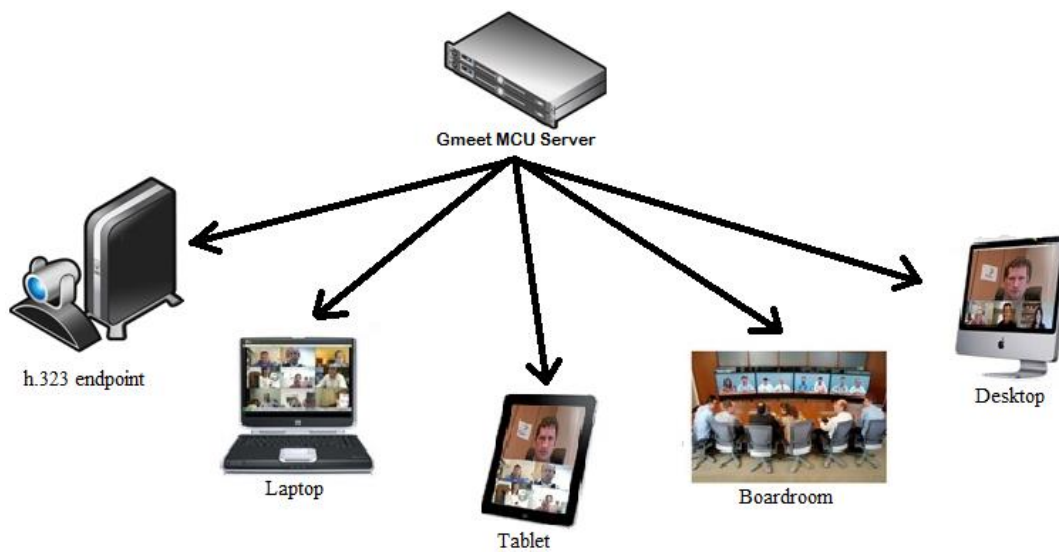 Gmeet MCU Server
h.323 endpoint
Laptop
Tablet
Boardroom
Desktop